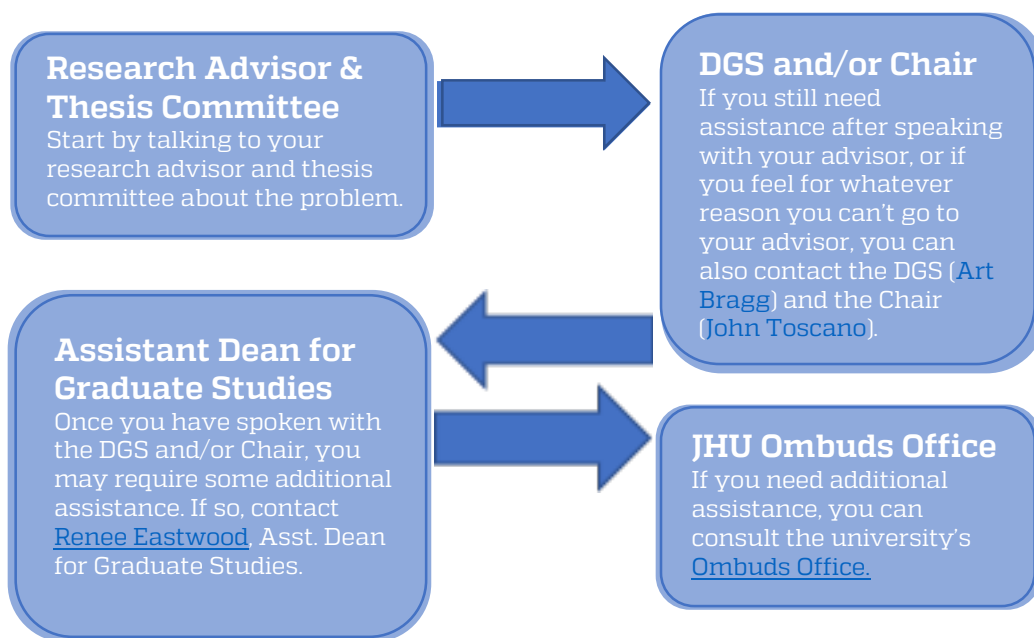 Research Advisor &
Thesis Committee
Start by talking to your
research advisor and thesis
committee about the problem.
DGS and/or Chair
If you still need
assistance after speaking
with your advisor, or if
you feel for whatever
reason you can't go to
your advisor, you can
also contact the DGS (Art
Bragg) and the Chair
(John Toscano).
Assistant Dean for
Graduate Studies
Once you have spoken with
the DGS and/or Chair, you
may require some additional
assistance. If so, contact
Renee Eastwood, Asst. Dean
for Graduate Studies.
JHU Ombuds Office
If you need additional
assistance, you can
consult the university's
Ombuds Office.